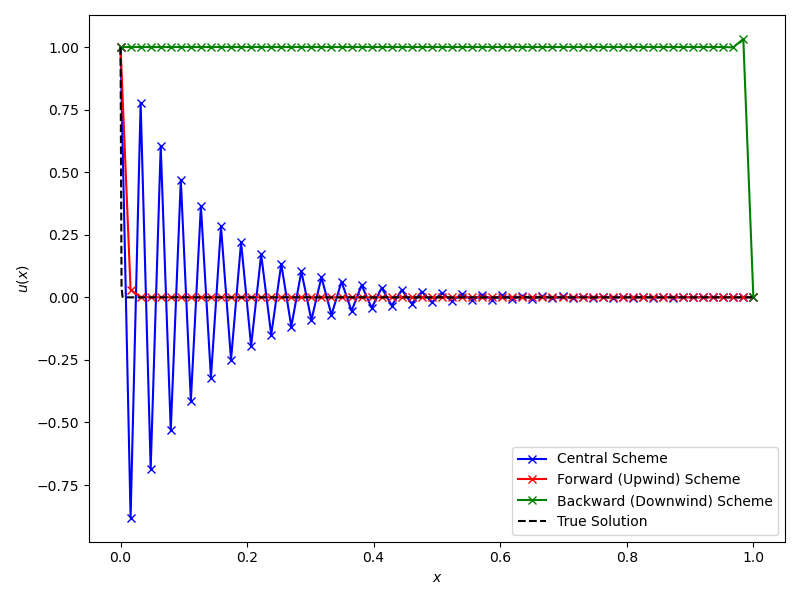 1.00
0.75
0.50
0.25
0.00
−0.25
−0.50
−0.75
u(x)
0.0 0.2 0.4 0.6 0.8 1.0
x
Central Scheme
Forward (Upwind) Scheme
Backward (Downwind) Scheme
True Solution